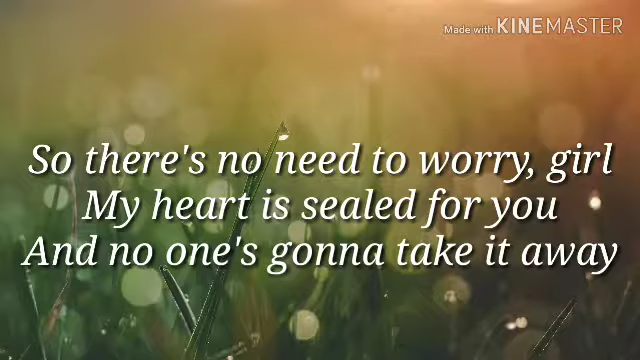 Made with KINEMASTER
So there's no need to worry, girl
My heart is sealed for you
And no one's gonna take it away